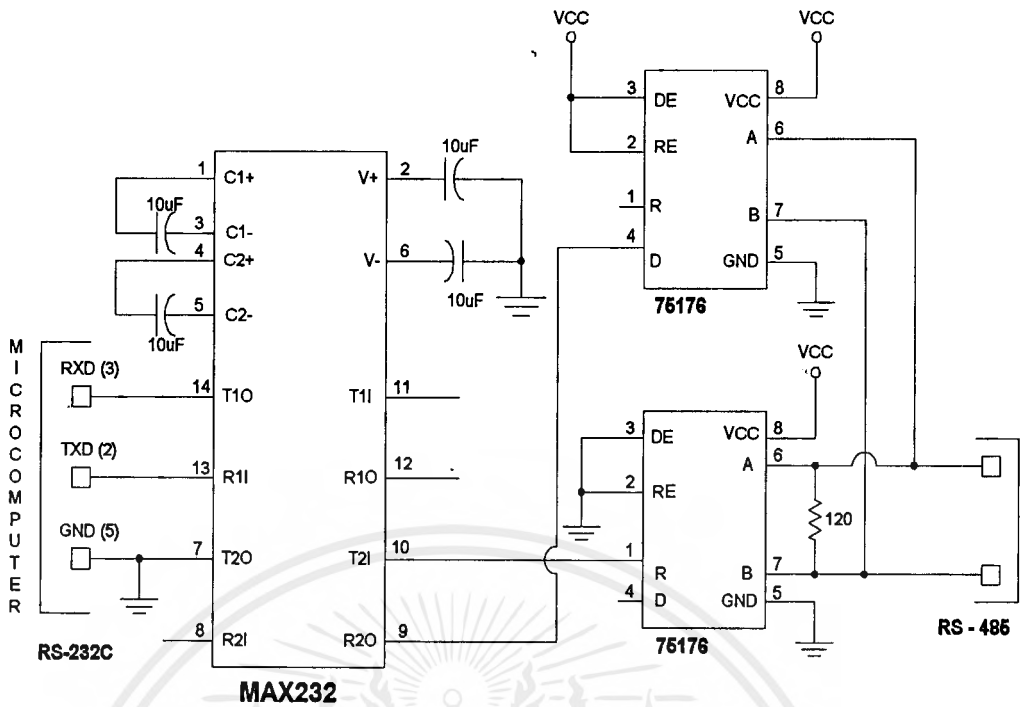 VCC
VCC
3 DE VCC 8
A 6
2 RE
1 R
B 7
4 D
GND 5
75176
10uF
1 C1+ V+ 2
10uF
3 C1-
4 C2+ V- 6
10uF
5 C2-
10uF
MICROCOMPUTER
RXD (3)
14 T1O T1I 11
TXD (2)
13 R1I R1O 12
GND (5)
7 T2O T2I 10
8 R2I R2O 9
RS-232C
MAX232
VCC
3 DE VCC 8
A 6
2 RE
120
1 R B 7
4 D GND 5
75176
RS - 485